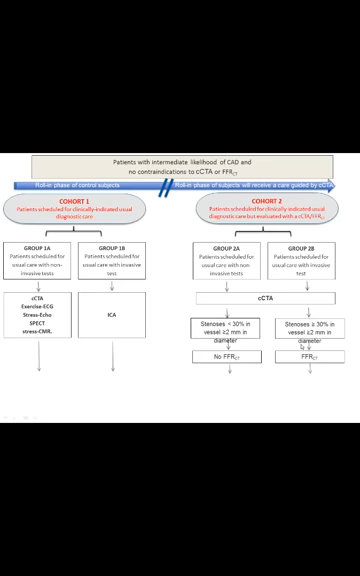 Patients with intermediate likelihood of CAD and
no contraindications to cCTA or FFRCT
Roll-in phase of control subjects
Roll-in phase of subjects will receive a care guided by cCTA
COHORT 1
Patients scheduled for clinically-indicated usual
diagnostic care
COHORT 2
Patients scheduled for clinically-indicated usual
diagnostic care but evaluated with a cCTA/FFRCT
GROUP 1A
Patients scheduled for
usual care with non-
invasive tests
GROUP 1B
Patients scheduled for
usual care with invasive
test
GROUP 2A
Patients scheduled for
usual care with non-
invasive tests
GROUP 2B
Patients scheduled for
usual care with invasive
test
cCTA
Exercise-ECG
Stress-Echo
SPECT
stress-CMR.
ICA
cCTA
Stenoses <30% in
vessel ≥2 mm in
diameter
Stenoses ≥ 30% in
vessel ≥2 mm in
diameter
No FFRCT
FFRCT